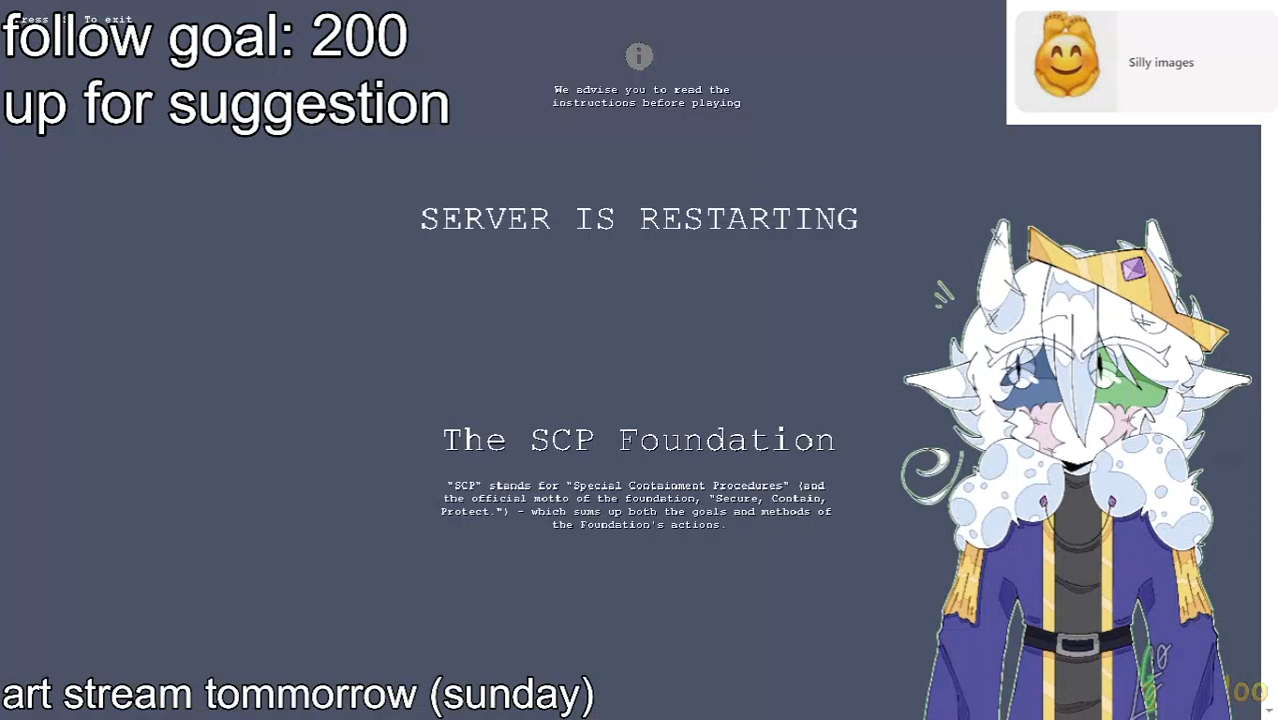 To exit
follow goal: 200
up for suggestion
i
We advise you to read the
instructions before playing
Silly images
SERVER IS RESTARTING
The SCP Foundation
"SCP" stands for "Special Containment Procedures" (and
the official motto of the foundation, "Secure, Contain,
Protect.") - which sums up both the goals and methods of
the Foundation's actions.
art stream tommorrow (sunday)